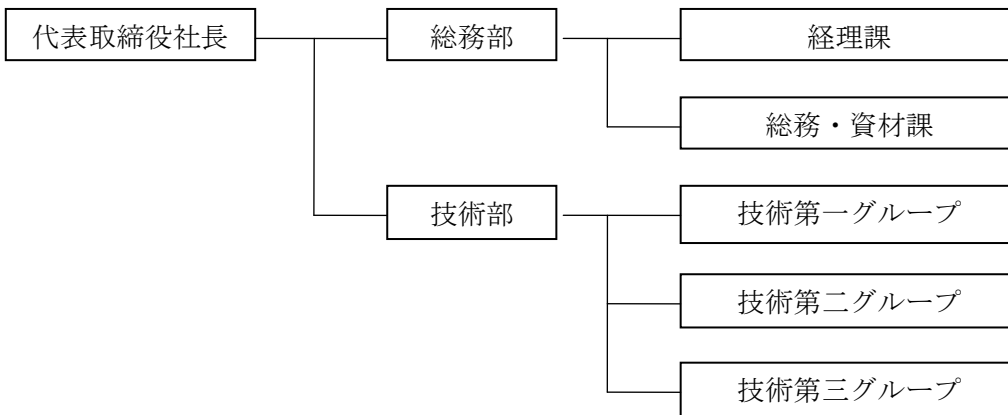 代表取締役社長
総務部
経理課
総務・資材課
技術部
技術第一グループ
技術第二グループ
技術第三グループ